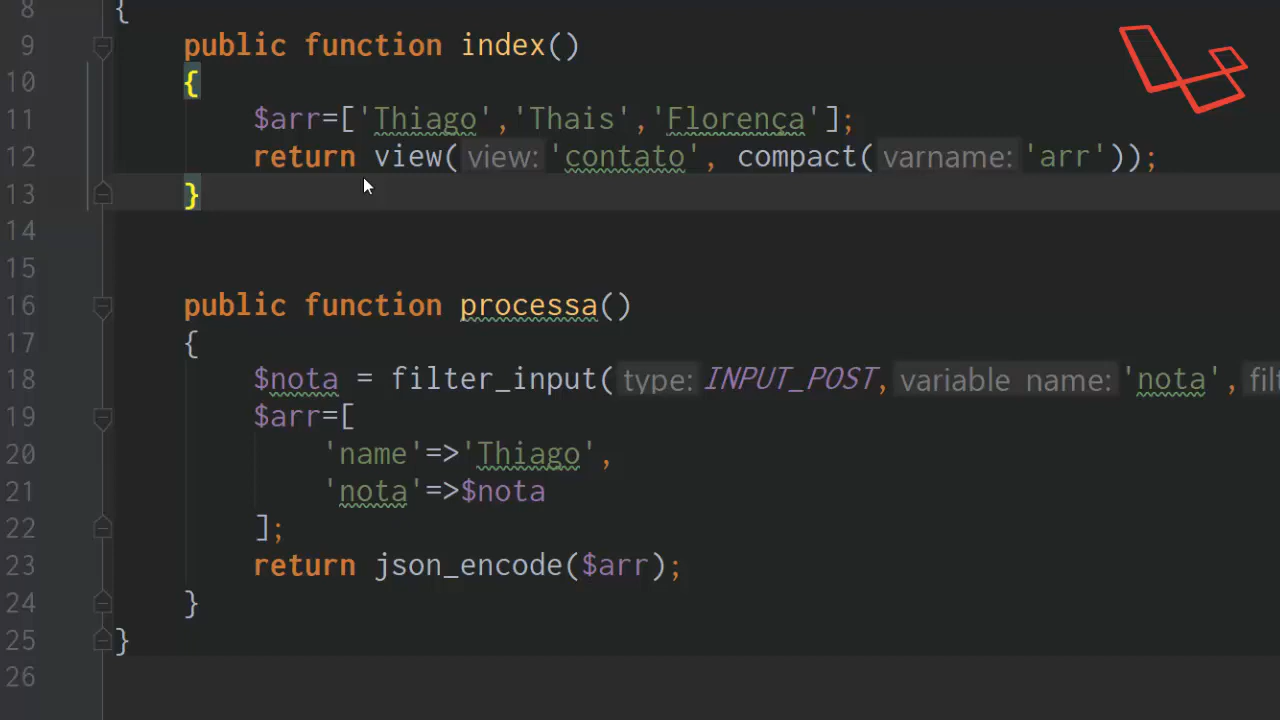 8 {
9 public function index()
10 {
11 $arr=['Thiago','Thais','Florença'];
12 return view( view: 'contato', compact( varname: 'arr'));
13 }
14
15
16 public function processa()
17 {
18 $nota = filter_input( type: INPUT_POST, variable name: 'nota',
19 $arr=[
20 'name'=>'Thiago',
21 'nota'=>$nota
22 ];
23 return json_encode($arr);
24 }
25 }
26